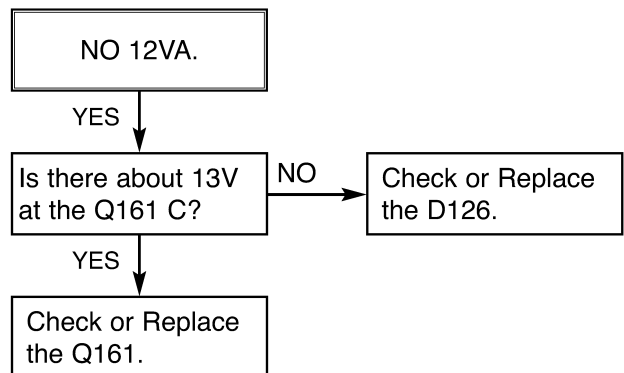 NO 12VA.
YES
Is there about 13V
at the Q161 C?
NO
Check or Replace
the D126.
YES
Check or Replace
the Q161.